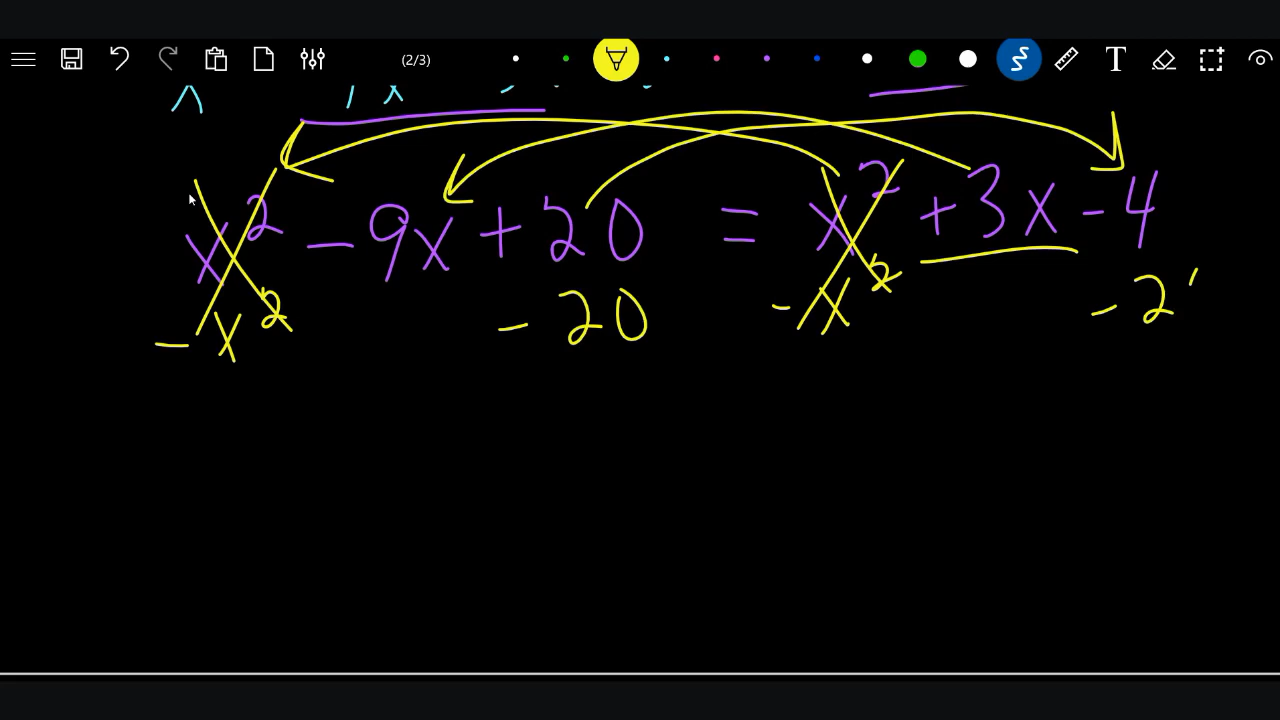 (2/3)
T
x² - 9x + 20 = x² + 3x - 4
- x² - 20 - x² - 2